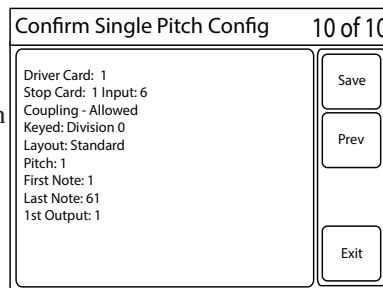 Confirm Single Pitch Config 10 of 10
Driver Card: 1
Stop Card: 1 Input: 6
Coupling - Allowed
Keyed: Division 0
Layout: Standard
Pitch: 1
First Note: 1
Last Note: 61
1st Output: 1
Save
Prev
Exit